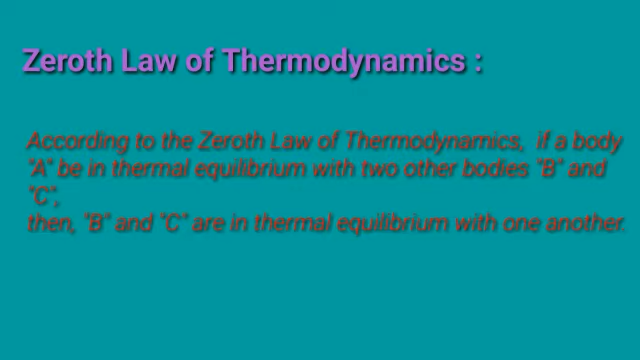 Zeroth Law of Thermodynamics :
According to the Zeroth Law of Thermodynamics, if a body
"A" be in thermal equilibrium with two other bodies "B" and
"C",
then, "B" and "C" are in thermal equilibrium with one another.